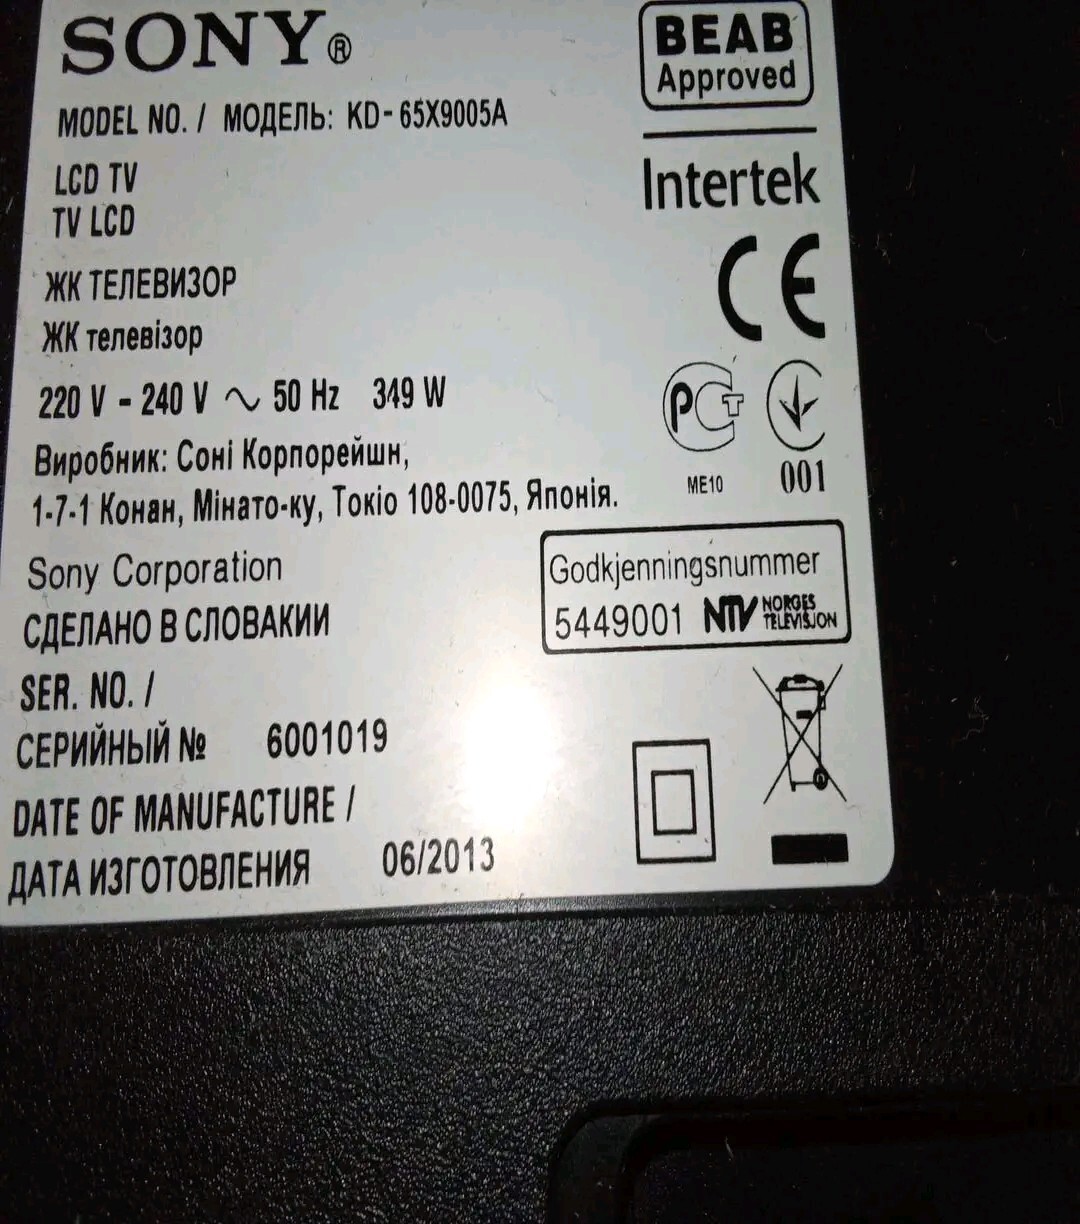 SONY®
MODEL NO. / МОДЕЛЬ: KD-65X9005A
LCD TV
TV LCD
ЖК ТЕЛЕВИЗОР
ЖК телевізор
220 V - 240 V ~ 50 Hz 349 W
Виробник: Соні Корпорейшн,
1-7-1 Конан, Мінато-ку, Токіо 108-0075, Японія.
Sony Corporation
СДЕЛАНО В СЛОВАКИИ
SER. NO. /
СЕРИЙНЫЙ № 6001019
DATE OF MANUFACTURE /
ДАТА ИЗГОТОВЛЕНИЯ 06/2013
BEAB
Approved
Intertek
CE
РСТ
ME10
001
Godkjenningsnummer
5449001 NTV NORGES
TELEVISJON